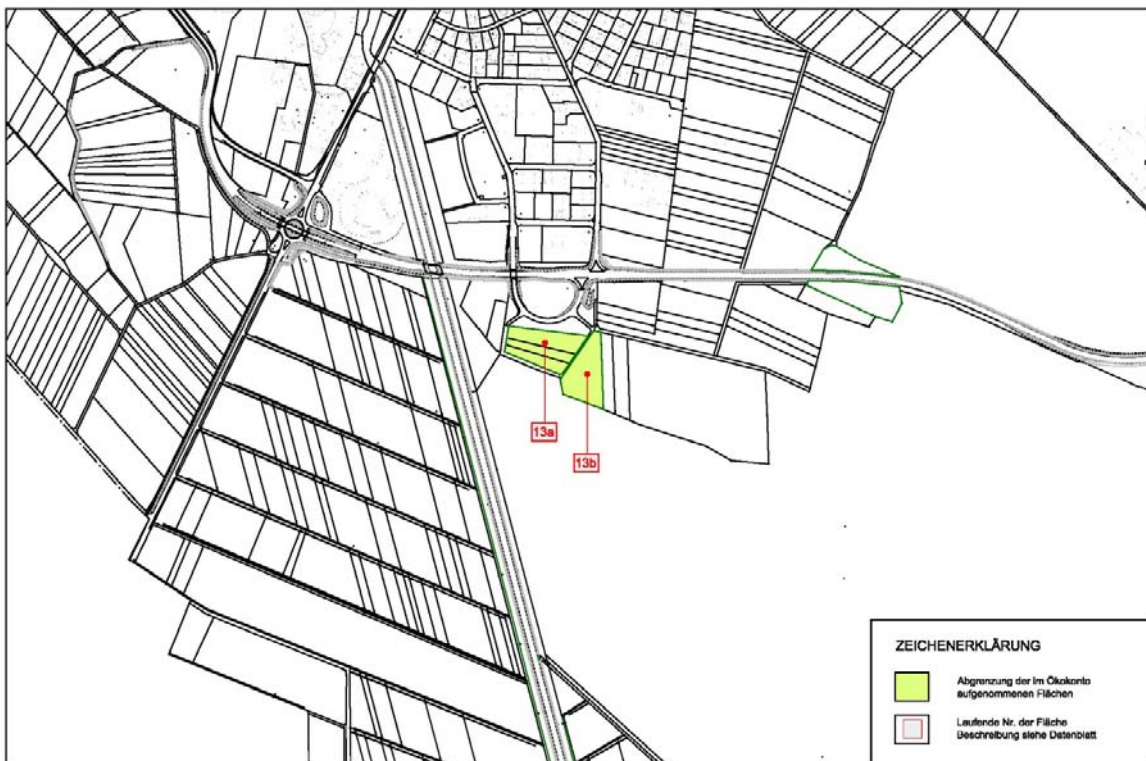 13a
13b
ZEICHENERKLÄRUNG
Abgrenzung der im Ökokonto
aufgenommenen Flächen
Laufende Nr. der Fläche
Beschreibung siehe Datenblatt